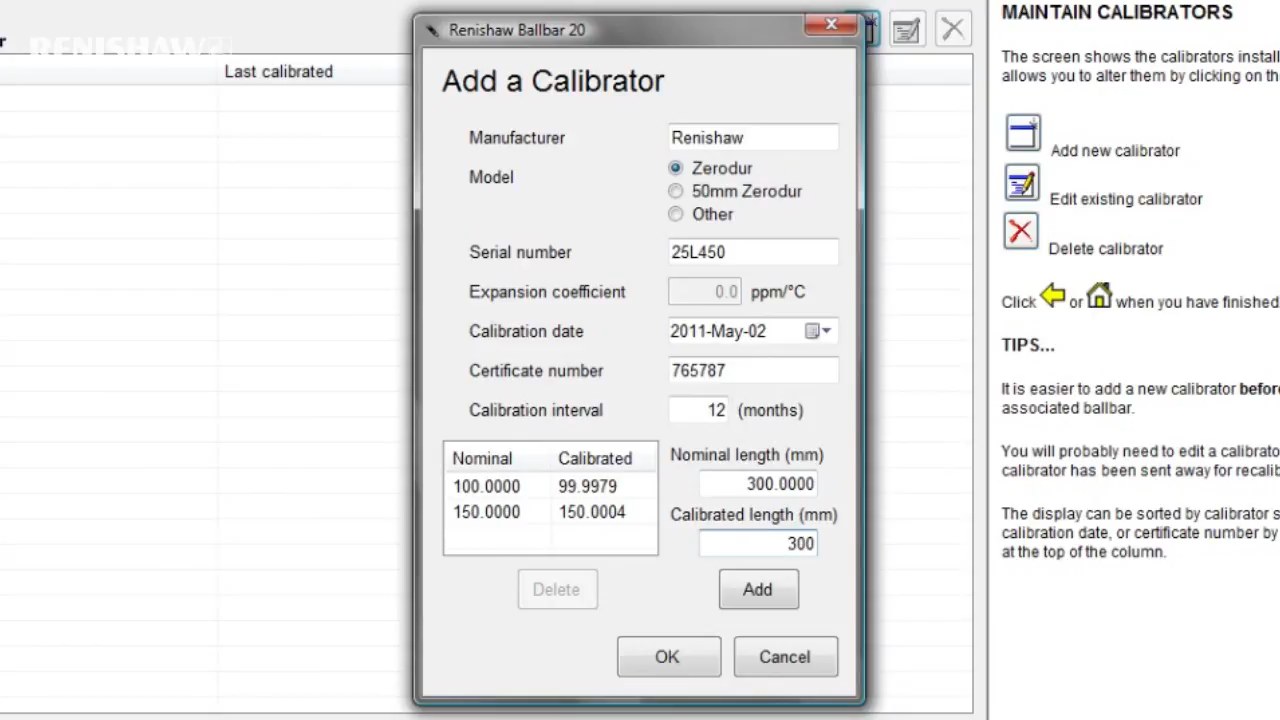 r
RENISHAW
Last calibrated
Renishaw Ballbar 20
Add a Calibrator
Manufacturer
Renishaw
Model
Zerodur
50mm Zerodur
Other
Serial number
25L450
Expansion coefficient
0.0 ppm/°C
Calibration date
2011-May-02
Certificate number
765787
Calibration interval
12 (months)
Nominal Calibrated
100.0000 99.9979
150.0000 150.0004
Nominal length (mm)
300.0000
Calibrated length (mm)
300
Delete
Add
OK
Cancel
MAINTAIN CALIBRATORS
The screen shows the calibrators install
allows you to alter them by clicking on th
Add new calibrator
Edit existing calibrator
Delete calibrator
Click or when you have finished
TIPS...
It is easier to add a new calibrator before
associated ballbar.
You will probably need to edit a calibrato
calibrator has been sent away for recalib
The display can be sorted by calibrator s
calibration date, or certificate number by
at the top of the column.